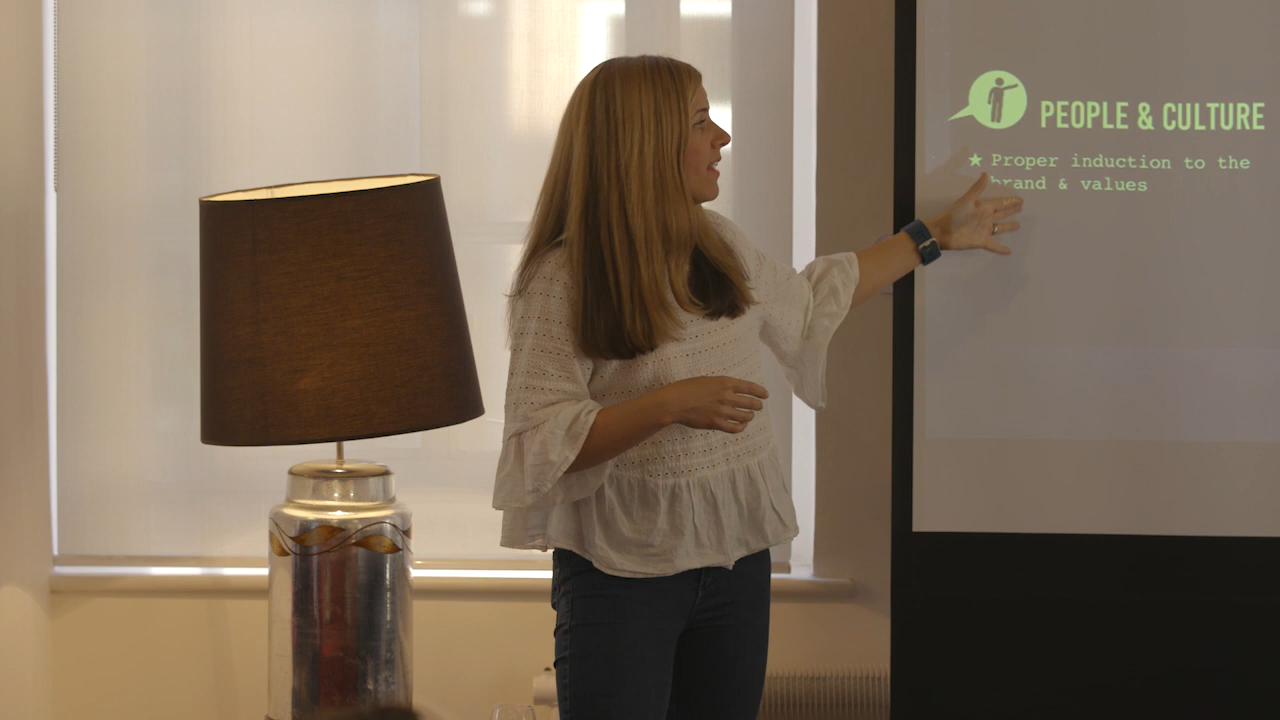 PEOPLE & CULTURE
★ Proper induction to the
brand & values